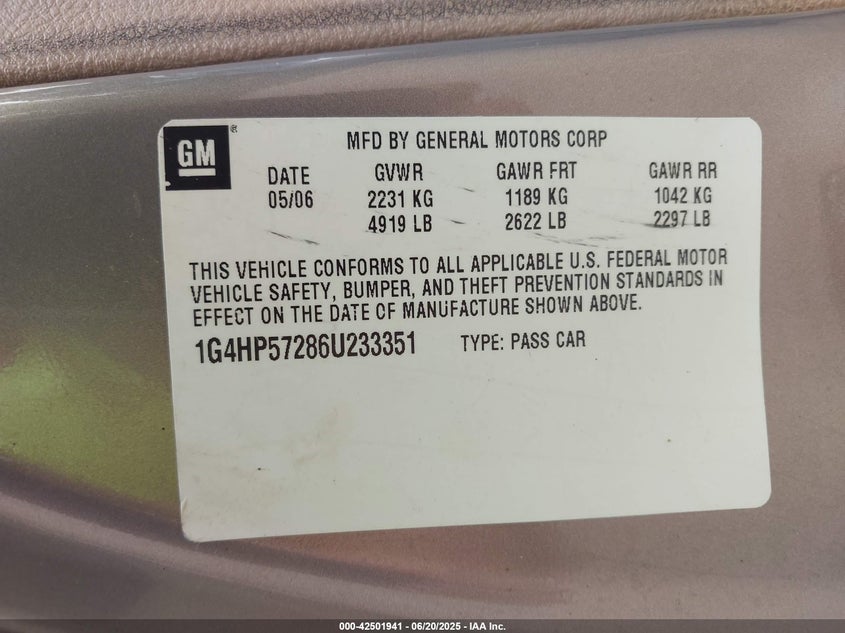 GM ®
MFD BY GENERAL MOTORS CORP
DATE GVWR GAWR FRT GAWR RR
05/06 2231 KG 1189 KG 1042 KG
4919 LB 2622 LB 2297 LB
THIS VEHICLE CONFORMS TO ALL APPLICABLE U.S. FEDERAL MOTOR
VEHICLE SAFETY, BUMPER, AND THEFT PREVENTION STANDARDS IN
EFFECT ON THE DATE OF MANUFACTURE SHOWN ABOVE.
1G4HP57286U233351 TYPE: PASS CAR
000-42501941 - 06/20/2025 - IAA Inc.